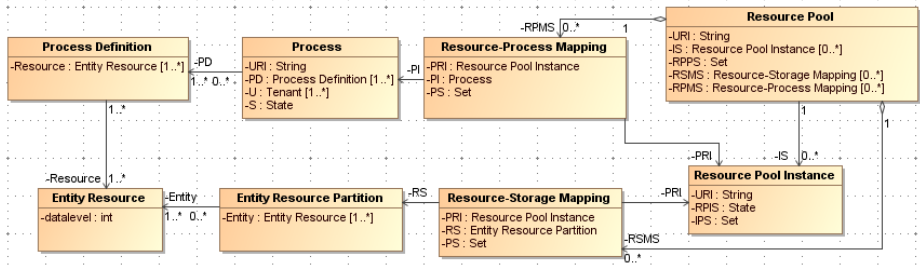 Process Definition
-Resource : Entity Resource [1..*]
-PD
1..* 0..*
Process
-URI : String
-PD : Process Definition [1..*]
-U : Tenant [1..*]
-S : State
-PI
Resource-Process Mapping
-PRI : Resource Pool Instance
-PI : Process
-PS : Set
-RPMS 0..*
1
Resource Pool
-URI : String
-IS : Resource Pool Instance [0..*]
-RPPS : Set
-RSMS : Resource-Storage Mapping [0..*]
-RPMS : Resource-Process Mapping [0..*]
1..*
1
1
-Resource 1..*
-PRI
-IS 0..*
Entity Resource
-datalevel : int
-Entity
1..* 0..*
Entity Resource Partition
-Entity : Entity Resource [1..*]
-RS
Resource-Storage Mapping
-PRI : Resource Pool Instance
-RS : Entity Resource Partition
-PS : Set
-PRI
Resource Pool Instance
-URI : String
-RPIS : State
-IPS : Set
-RSMS
0..*